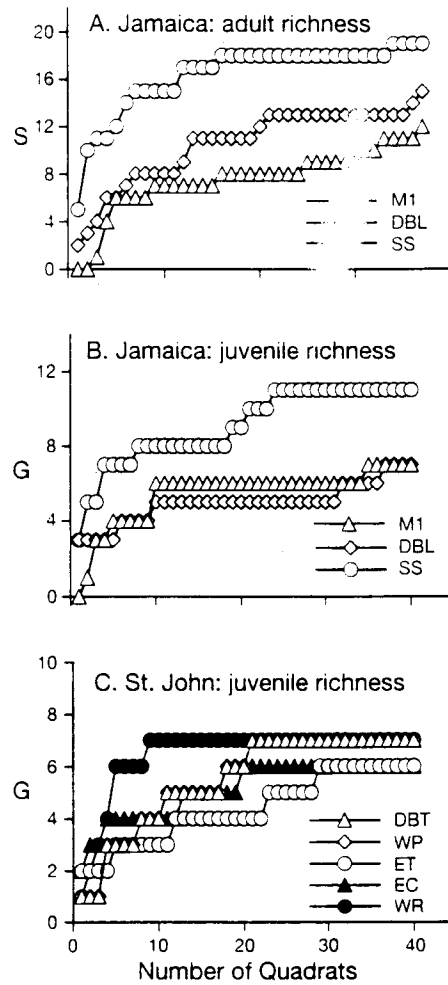 A. Jamaica: adult richness
20
16
12
8
4
0
S
M1
DBL
SS
B. Jamaica: juvenile richness
12
8
4
0
G
M1
DBL
SS
C. St. John: juvenile richness
10
8
6
4
2
0
G
DBT
WP
ET
EC
WR
0 10 20 30 40
Number of Quadrats